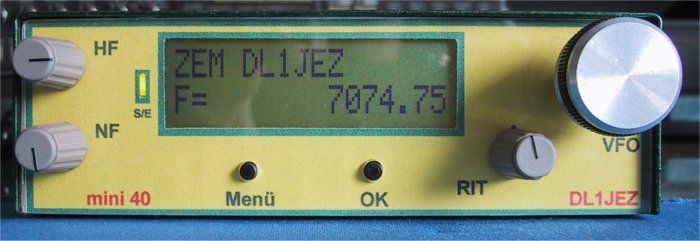 HF
ZEM DL1JEZ
F= 7074.75
S/E
NF
VFO
mini 40
Menü
OK
RIT
DL1JEZ